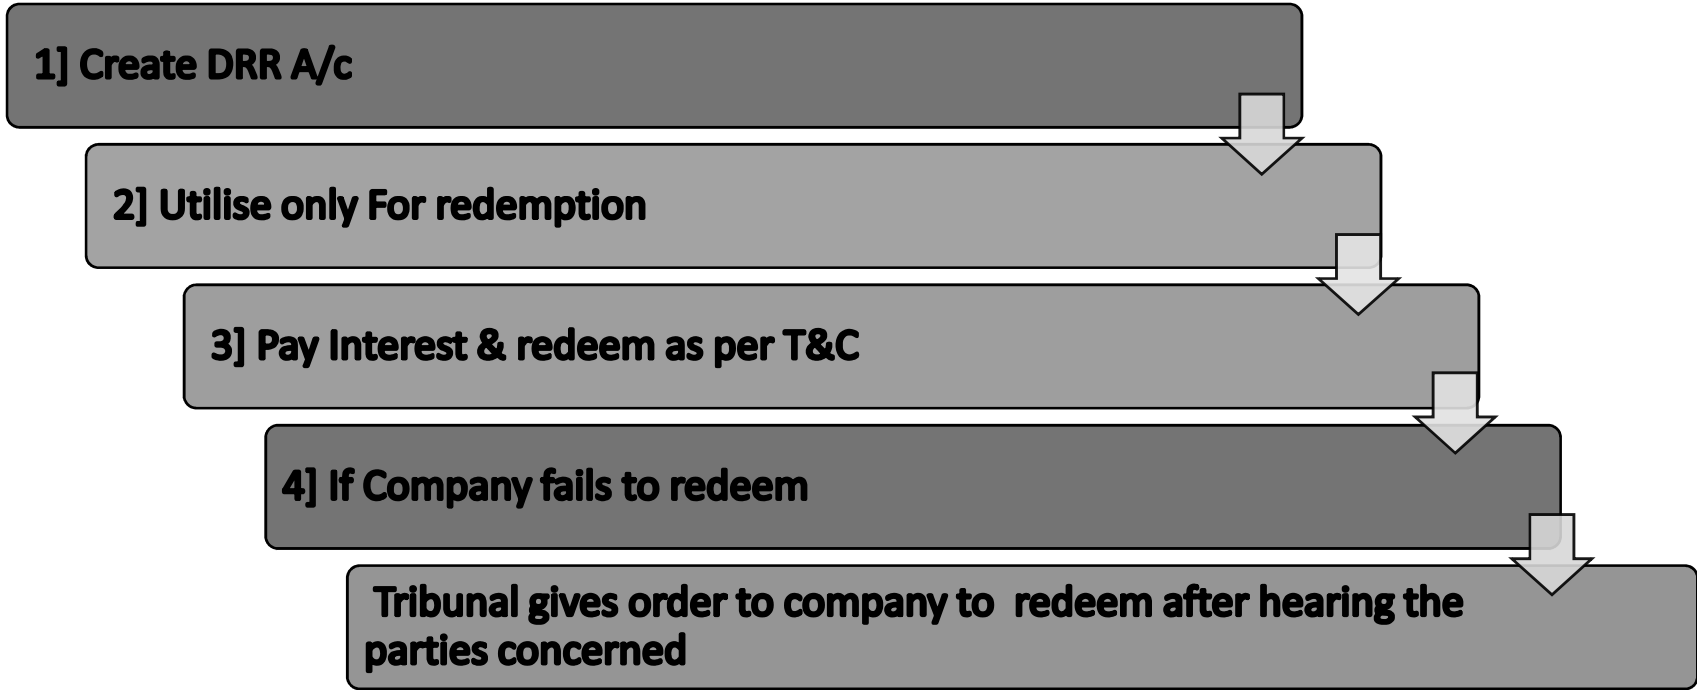 1] Create DRR A/c
2] Utilise only For redemption
3] Pay Interest & redeem as per T&C
4] If Company fails to redeem
Tribunal gives order to company to redeem after hearing the
parties concerned